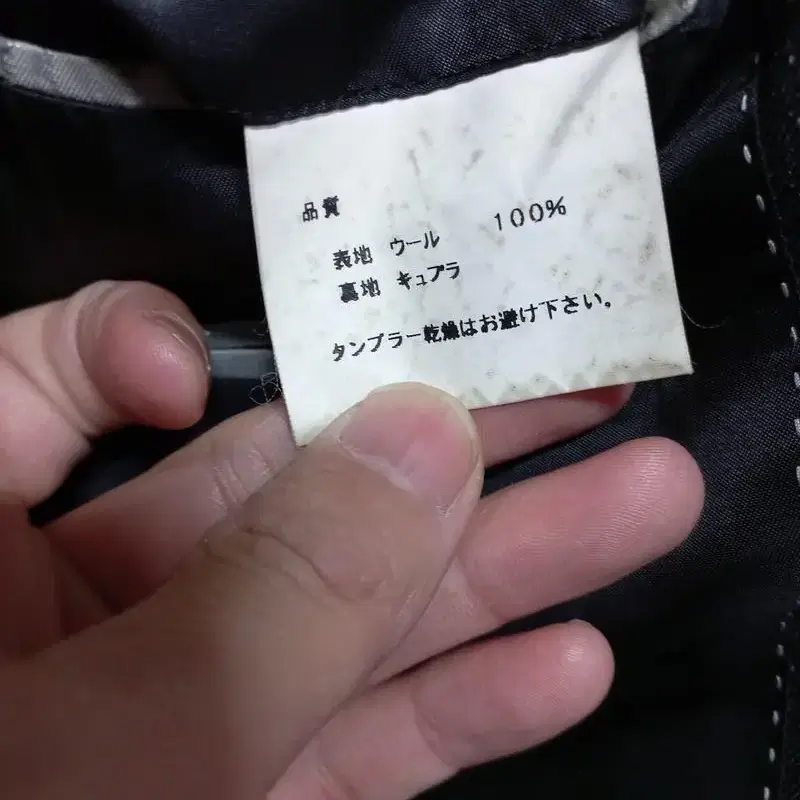 品質
表地 ウール 100%
裏地 キュプラ
タンブラー乾燥はお避け下さい。